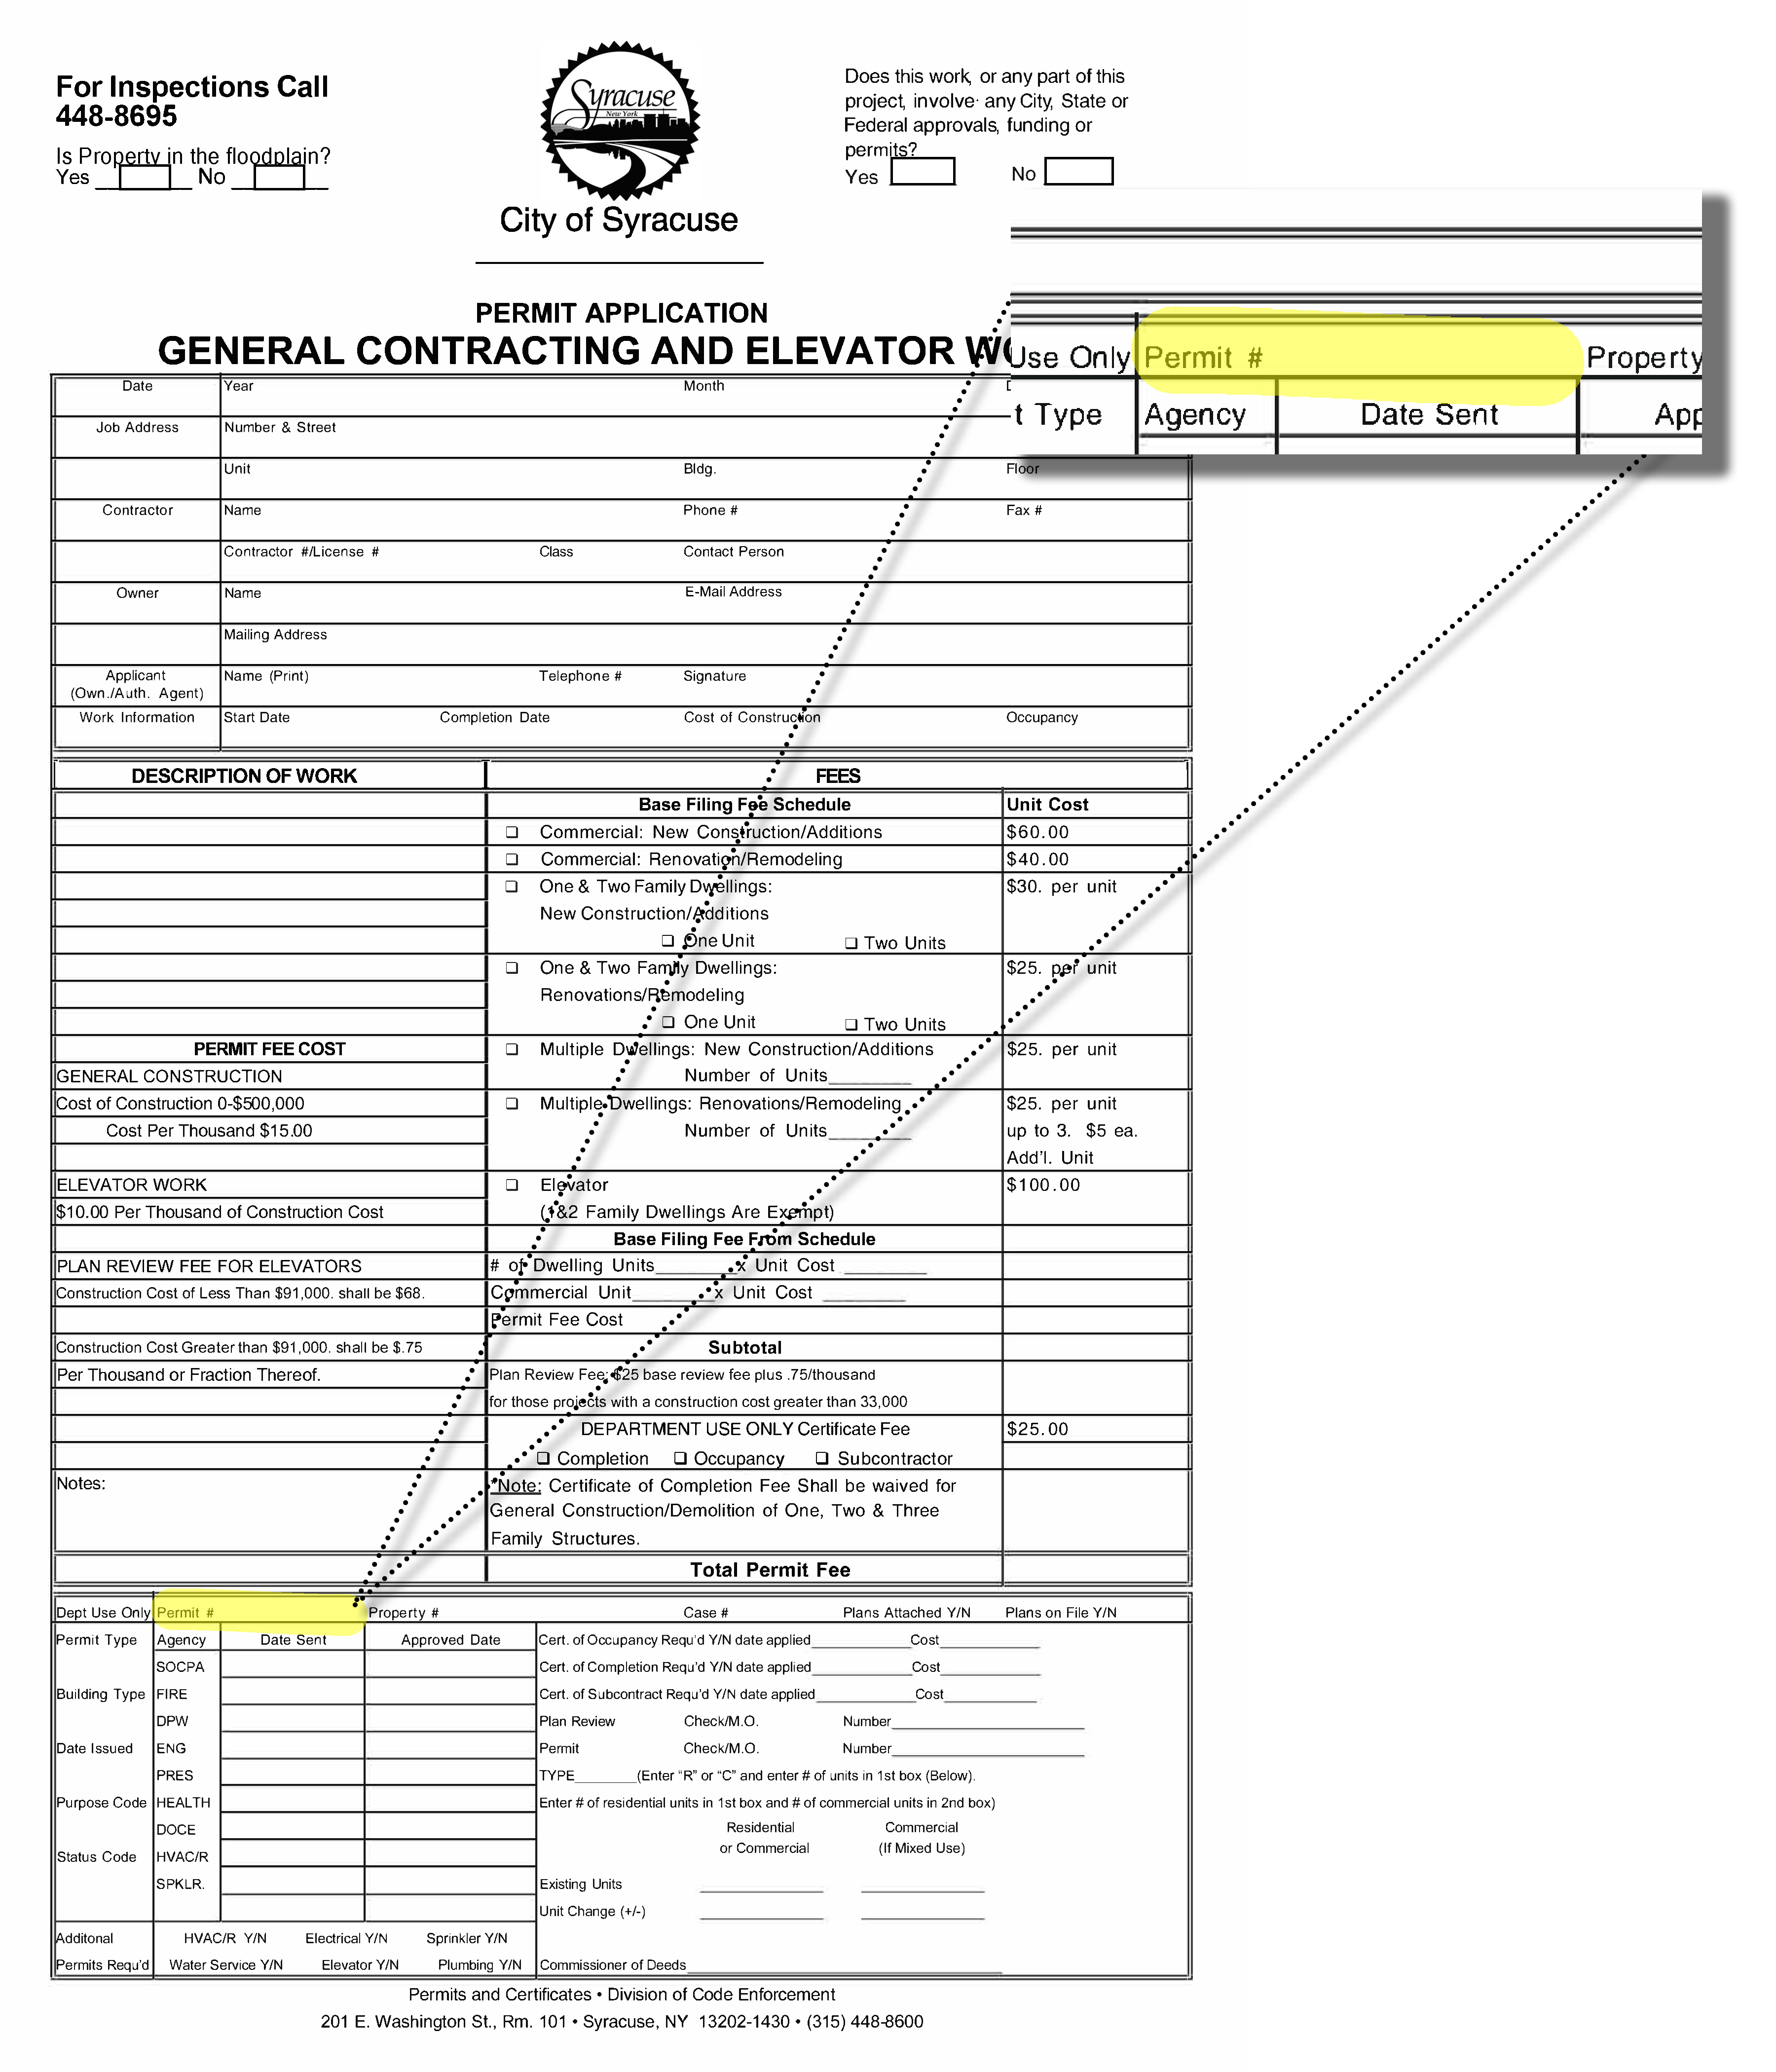 For Inspections Call
448-8695
Is Property in the floodplain?
Yes No
Syracuse
New York
City of Syracuse
Does this work, or any part of this
project, involve any City, State or
Federal approvals, funding or
permits?
Yes No
PERMIT APPLICATION
GENERAL CONTRACTING AND ELEVATOR
Use Only Permit # Property
t Type Agency Date Sent App
Date Year Month
Job Address Number & Street
Unit Bldg. Floor
Contractor Name Phone # Fax #
Contractor #/License # Class Contact Person
Owner Name E-Mail Address
Mailing Address
Applicant Name (Print) Telephone # Signature
(Own./Auth. Agent)
Work Information Start Date Completion Date Cost of Construction Occupancy
DESCRIPTION OF WORK FEES
Base Filing Fee Schedule Unit Cost
❑ Commercial: New Construction/Additions $60.00
❑ Commercial: Renovation/Remodeling $40.00
❑ One & Two Family Dwellings: $30. per unit
New Construction/Additions
❑ One Unit ❑ Two Units
❑ One & Two Family Dwellings: $25. per unit
Renovations/Remodeling
❑ One Unit ❑ Two Units
PERMIT FEE COST ❑ Multiple Dwellings: New Construction/Additions $25. per unit
GENERAL CONSTRUCTION Number of Units________
Cost of Construction 0-$500,000 ❑ Multiple Dwellings: Renovations/Remodeling $25. per unit
Cost Per Thousand $15.00 Number of Units________ up to 3. $5 ea.
Add'l. Unit
ELEVATOR WORK ❑ Elevator $100.00
$10.00 Per Thousand of Construction Cost (1&2 Family Dwellings Are Exempt)
Base Filing Fee From Schedule
PLAN REVIEW FEE FOR ELEVATORS # of Dwelling Units________x Unit Cost ________
Construction Cost of Less Than $91,000. shall be $68. Commercial Unit________x Unit Cost ________
Permit Fee Cost
Construction Cost Greater than $91,000. shall be $.75 Subtotal
Per Thousand or Fraction Thereof. Plan Review Fee: $25 base review fee plus .75/thousand
for those projects with a construction cost greater than 33,000
DEPARTMENT USE ONLY Certificate Fee $25.00
❑ Completion ❑ Occupancy ❑ Subcontractor
Notes: *Note: Certificate of Completion Fee Shall be waived for
General Construction/Demolition of One, Two & Three
Family Structures.
Total Permit Fee
Dept Use Only Permit # Property # Case # Plans Attached Y/N Plans on File Y/N
Permit Type Agency Date Sent Approved Date Cert. of Occupancy Requ'd Y/N date applied____________Cost____________
SOCPA Cert. of Completion Requ'd Y/N date applied____________Cost____________
Building Type FIRE Cert. of Subcontract Requ'd Y/N date applied____________Cost____________
DPW Plan Review Check/M.O. Number________________________
Date Issued ENG Permit Check/M.O. Number________________________
PRES TYPE________(Enter “R” or “C” and enter # of units in 1st box (Below).
Purpose Code HEALTH Enter # of residential units in 1st box and # of commercial units in 2nd box)
DOCE Residential Commercial
or Commercial (If Mixed Use)
Status Code HVAC/R
SPKLR. Existing Units
Unit Change (+/-)
Additonal HVAC/R Y/N Electrical Y/N Sprinkler Y/N
Permits Requ'd Water Service Y/N Elevator Y/N Plumbing Y/N Commissioner of Deeds________________________
Permits and Certificates • Division of Code Enforcement
201 E. Washington St., Rm. 101 • Syracuse, NY 13202-1430 • (315) 448-8600